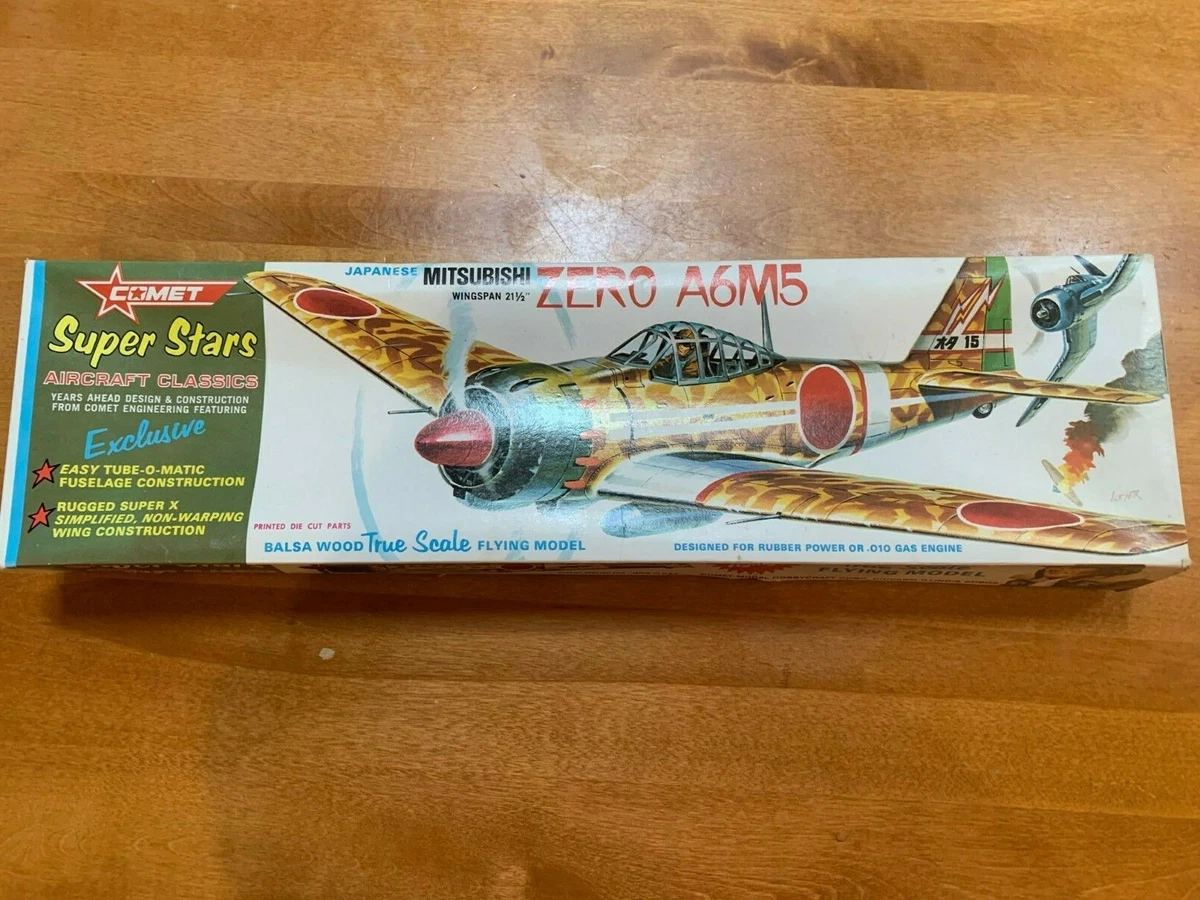 COMET
Super Stars
AIRCRAFT CLASSICS
YEARS AHEAD DESIGN & CONSTRUCTION
FROM COMET ENGINEERING FEATURING
Exclusive
EASY TUBE-O-MATIC
FUSELAGE CONSTRUCTION
RUGGED SUPER X
SIMPLIFIED, NON-WARPING
WING CONSTRUCTION
JAPANESE MITSUBISHI ZERO A6M5
WINGSPAN 21½"
15
PRINTED DIE CUT PARTS
BALSA WOOD True Scale FLYING MODEL
DESIGNED FOR RUBBER POWER OR .010 GAS ENGINE
FLYING MODEL